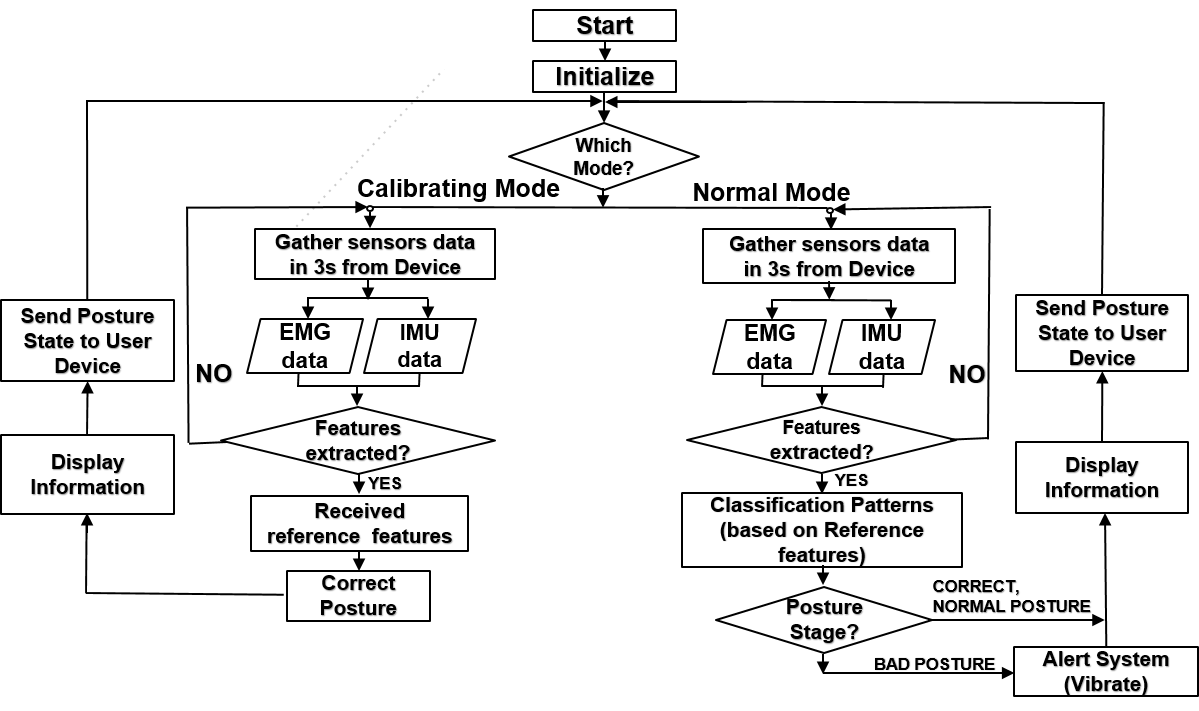 Start
Initialize
Which
Mode?
Calibrating Mode
Normal Mode
Gather sensors data
in 3s from Device
EMG
data
IMU
data
NO
Features
extracted?
YES
Received
reference features
Correct
Posture
Display
Information
Send Posture
State to User
Device
Gather sensors data
in 3s from Device
EMG
data
IMU
data
NO
Features
extracted?
YES
Classification Patterns
(based on Reference
features)
Posture
Stage?
CORRECT,
NORMAL POSTURE
BAD POSTURE
Alert System
(Vibrate)
Display
Information
Send Posture
State to User
Device